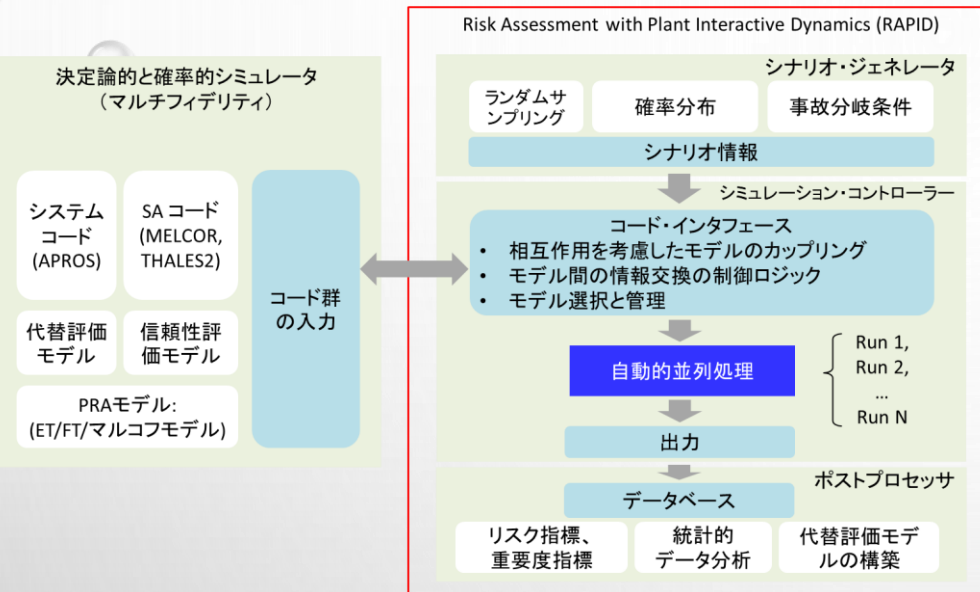 Risk Assessment with Plant Interactive Dynamics (RAPID)
決定論的と確率的シミュレータ
（マルチフィデリティ）
システム
コード
(APROS)
SA コード
(MELCOR,
THALES2)
代替評価
モデル
信頼性評
価モデル
PRAモデル:
(ET/FT/マルコフモデル)
コード群
の入力
シナリオ・ジェネレータ
ランダムサ
ンプリング
確率分布
事故分岐条件
シナリオ情報
シミュレーション・コントローラー
コード・インタフェース
• 相互作用を考慮したモデルのカップリング
• モデル間の情報交換の制御ロジック
• モデル選択と管理
自動的並列処理
Run 1,
Run 2,
…
Run N
出力
ポストプロセッサ
データベース
リスク指標、
重要度指標
統計的
データ分析
代替評価モデ
ルの構築